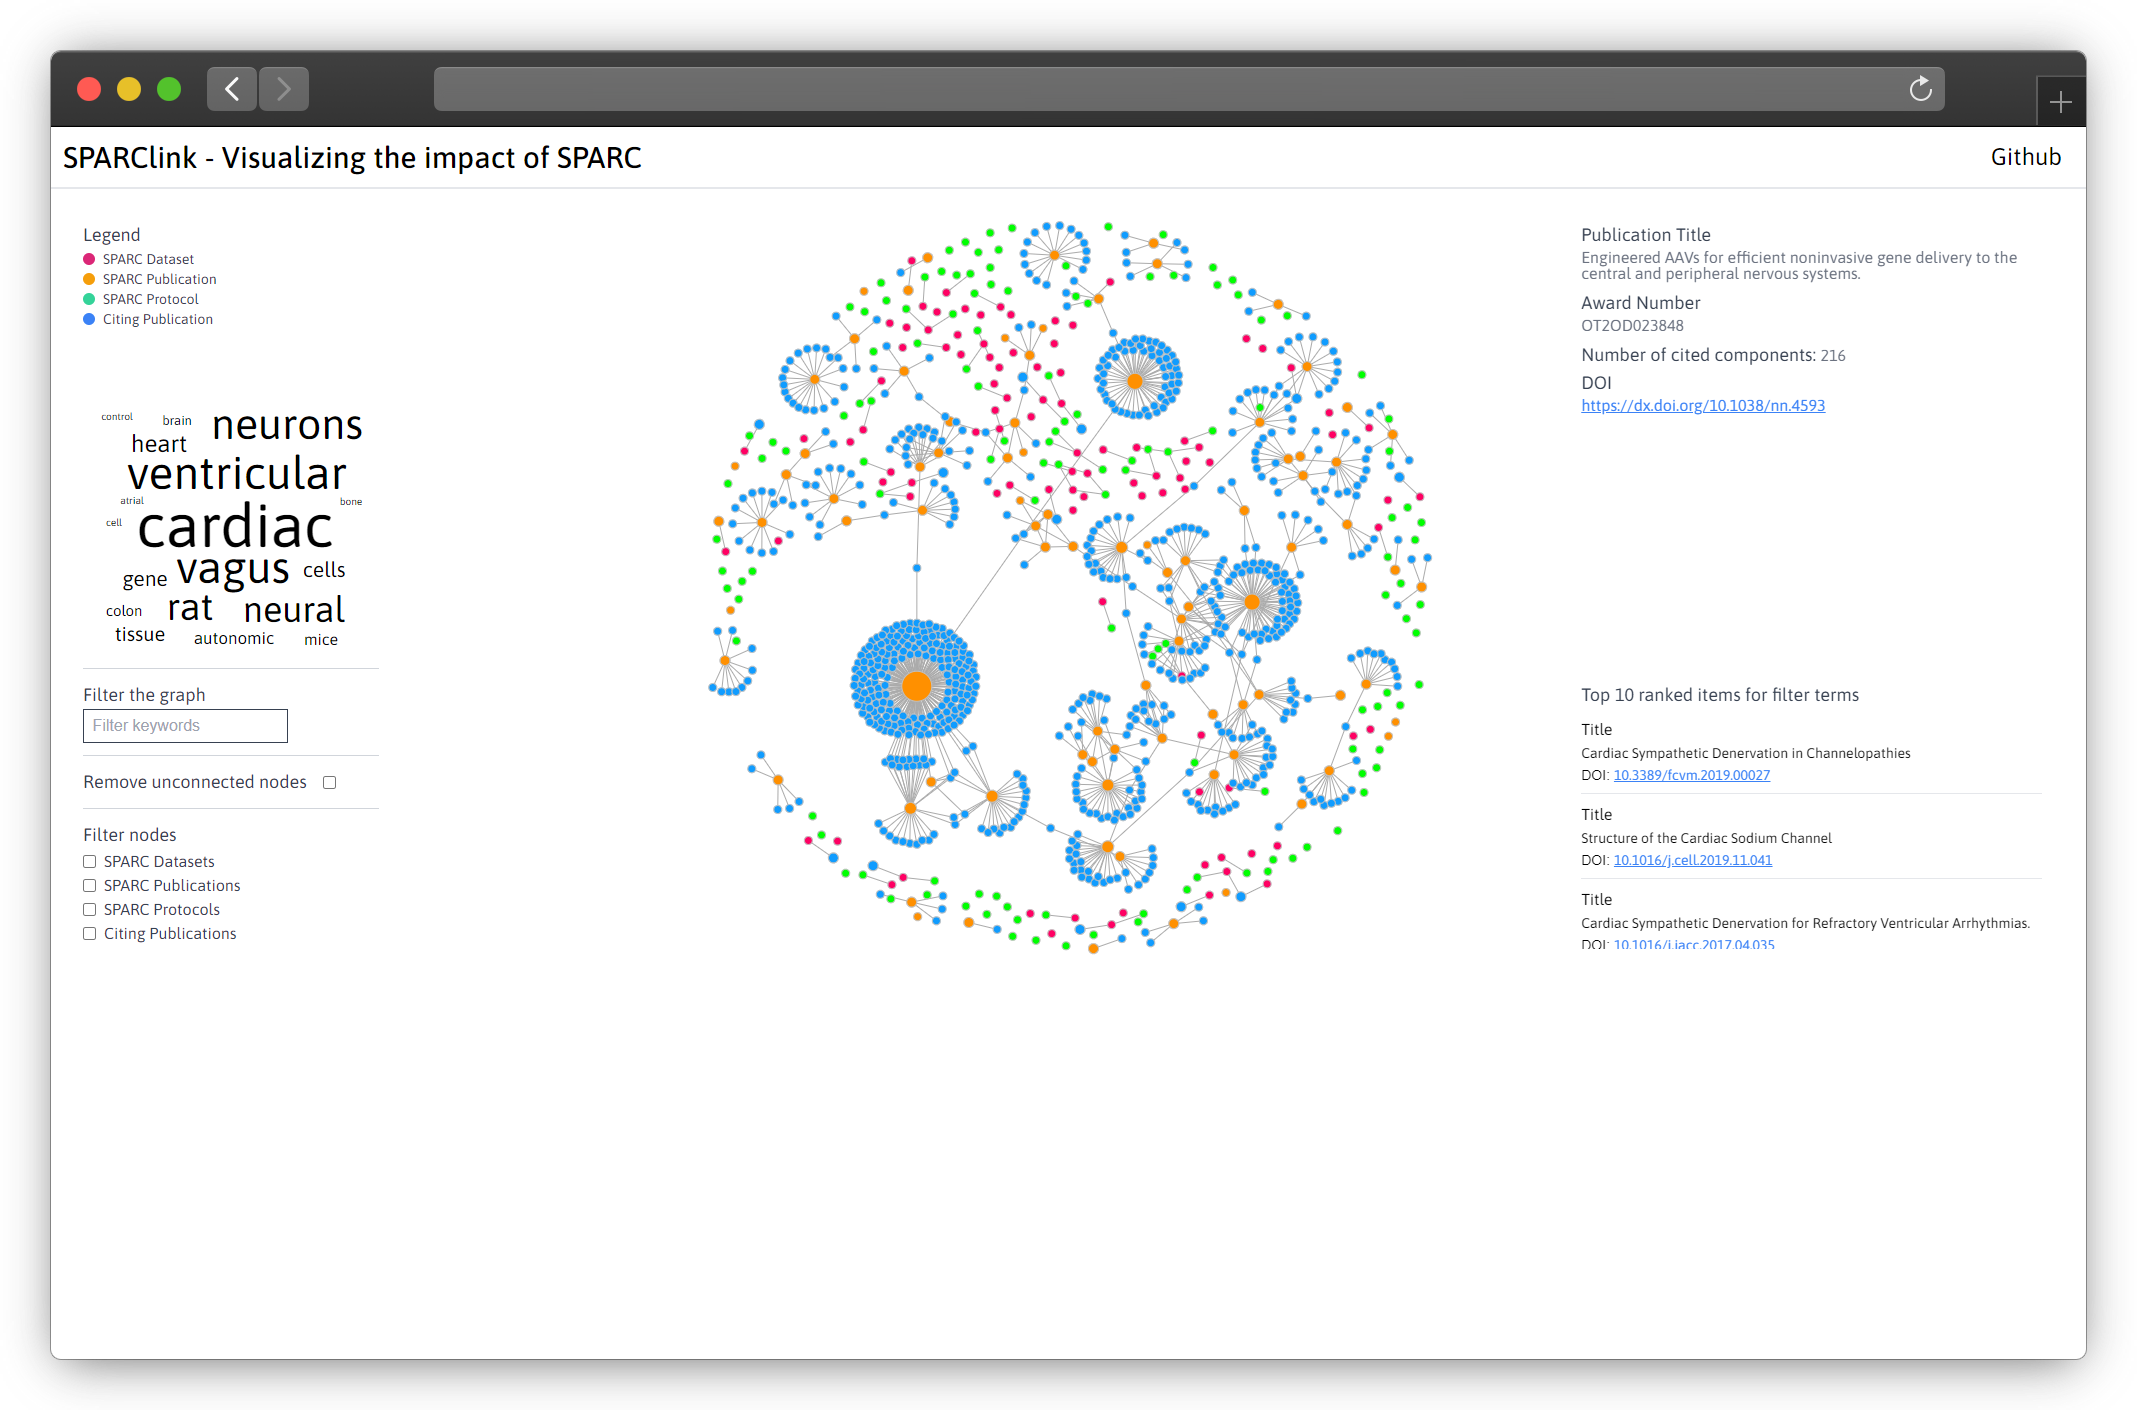 SPARClink - Visualizing the impact of SPARC
Github
Legend
SPARC Dataset
SPARC Publication
SPARC Protocol
Citing Publication
control
brain
neurons
heart
ventricular
atrial
bone
cell
cardiac
gene
vagus
cells
colon
rat
neural
tissue
autonomic
mice
Filter the graph
Filter keywords
Remove unconnected nodes
Filter nodes
SPARC Datasets
SPARC Publications
SPARC Protocols
Citing Publications
Publication Title
Engineered AAVs for efficient noninvasive gene delivery to the
central and peripheral nervous systems.
Award Number
OT2OD023848
Number of cited components: 216
DOI
https://dx.doi.org/10.1038/nn.4593
Top 10 ranked items for filter terms
Title
Cardiac Sympathetic Denervation in Channelopathies
DOI: 10.3389/fcvm.2019.00027
Title
Structure of the Cardiac Sodium Channel
DOI: 10.1016/j.cell.2019.11.041
Title
Cardiac Sympathetic Denervation for Refractory Ventricular Arrhythmias.
DOI: 10.1016/j.jacc.2017.04.035